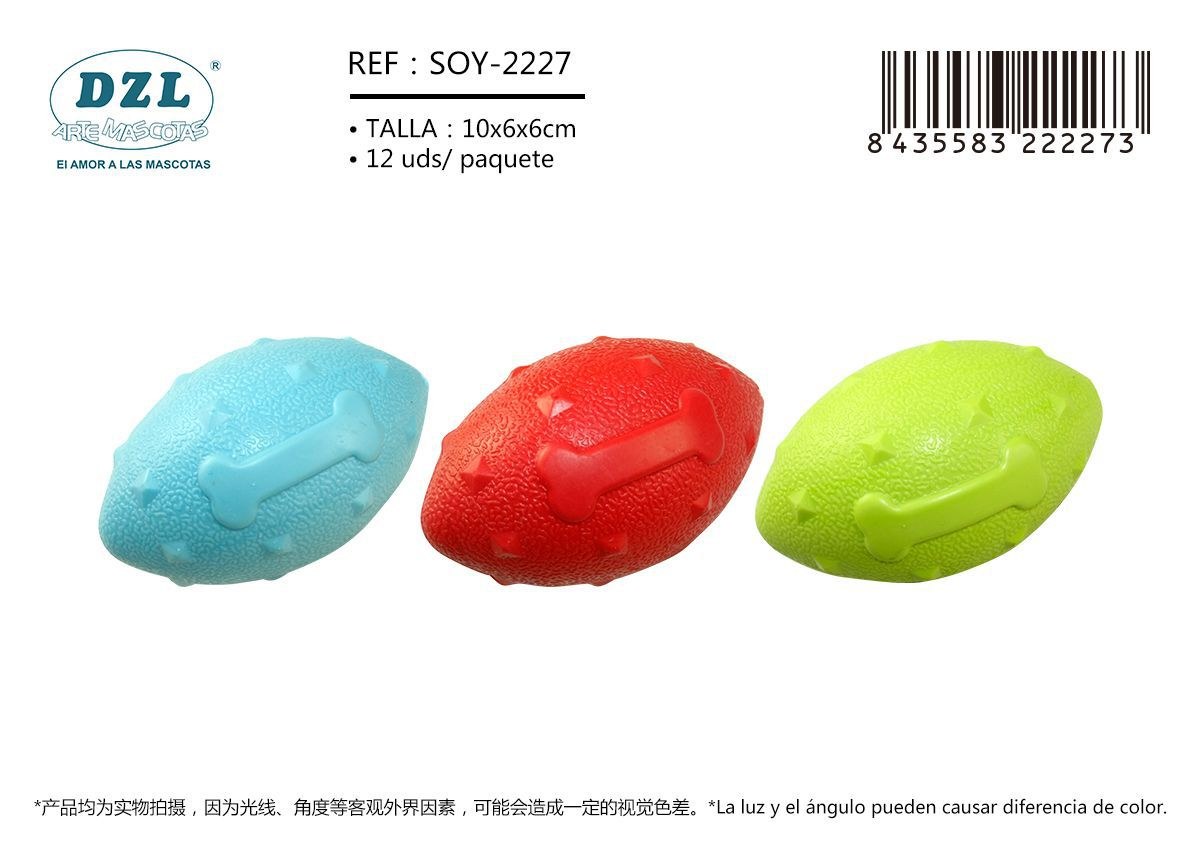 DZL ®
ARTE MASCOTAS
El AMOR A LAS MASCOTAS
REF : SOY-2227
• TALLA : 10x6x6cm
• 12 uds/ paquete
8 435583 222273
*产品均为实物拍摄，因为光线、角度等客观外界因素，可能会造成一定的视觉色差。*La luz y el ángulo pueden causar diferencia de color.